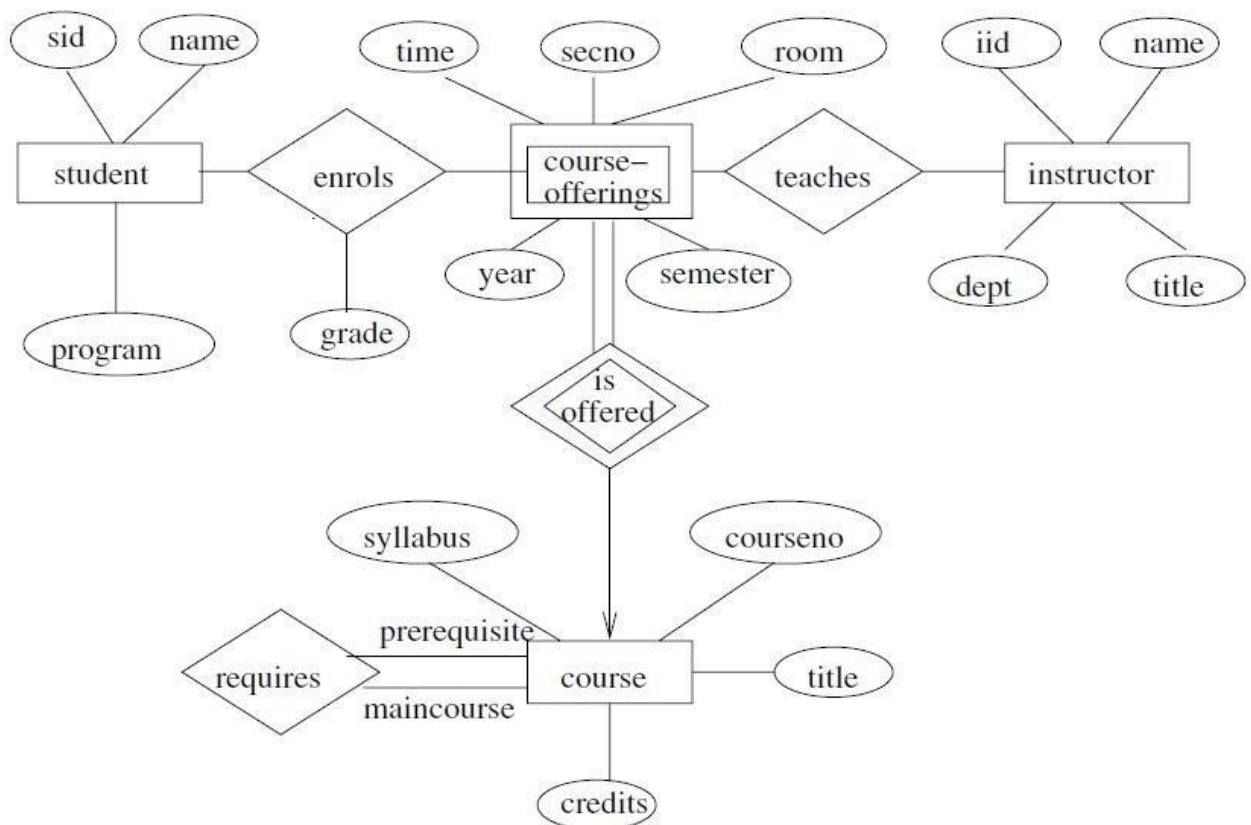 sid
name
time
secno
room
iid
name
student
enrols
course–
offerings
teaches
instructor
year
semester
dept
title
program
grade
is
offered
syllabus
courseno
prerequisite
requires
course
title
maincourse
credits